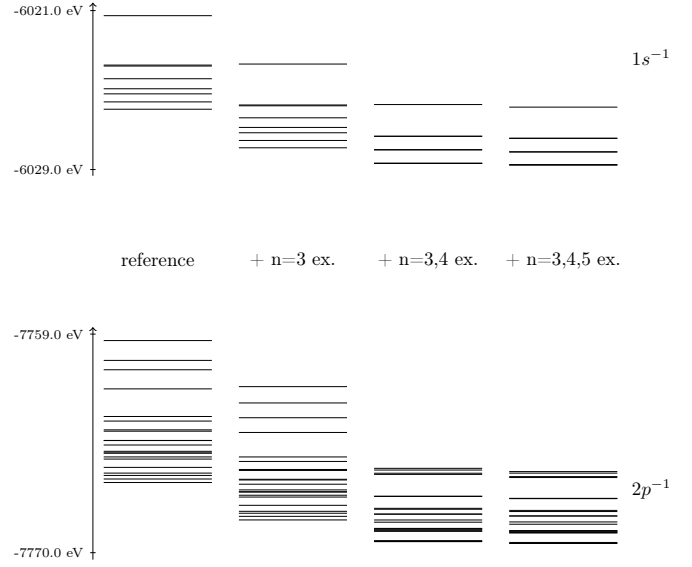 -6021.0 eV
1s⁻¹
-6029.0 eV
reference
+ n=3 ex.
+ n=3,4 ex.
+ n=3,4,5 ex.
-7759.0 eV
2p⁻¹
-7770.0 eV